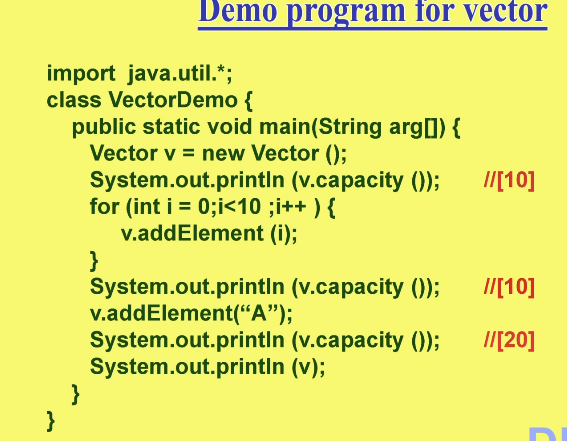 Demo program for vector
import java.util.*;
class VectorDemo {
public static void main(String arg[]) {
Vector v = new Vector ();
System.out.println (v.capacity ()); //[10]
for (int i = 0;i<10 ;i++ ) {
v.addElement (i);
}
System.out.println (v.capacity ()); //[10]
v.addElement(“A”);
System.out.println (v.capacity ()); //[20]
System.out.println (v);
}
}